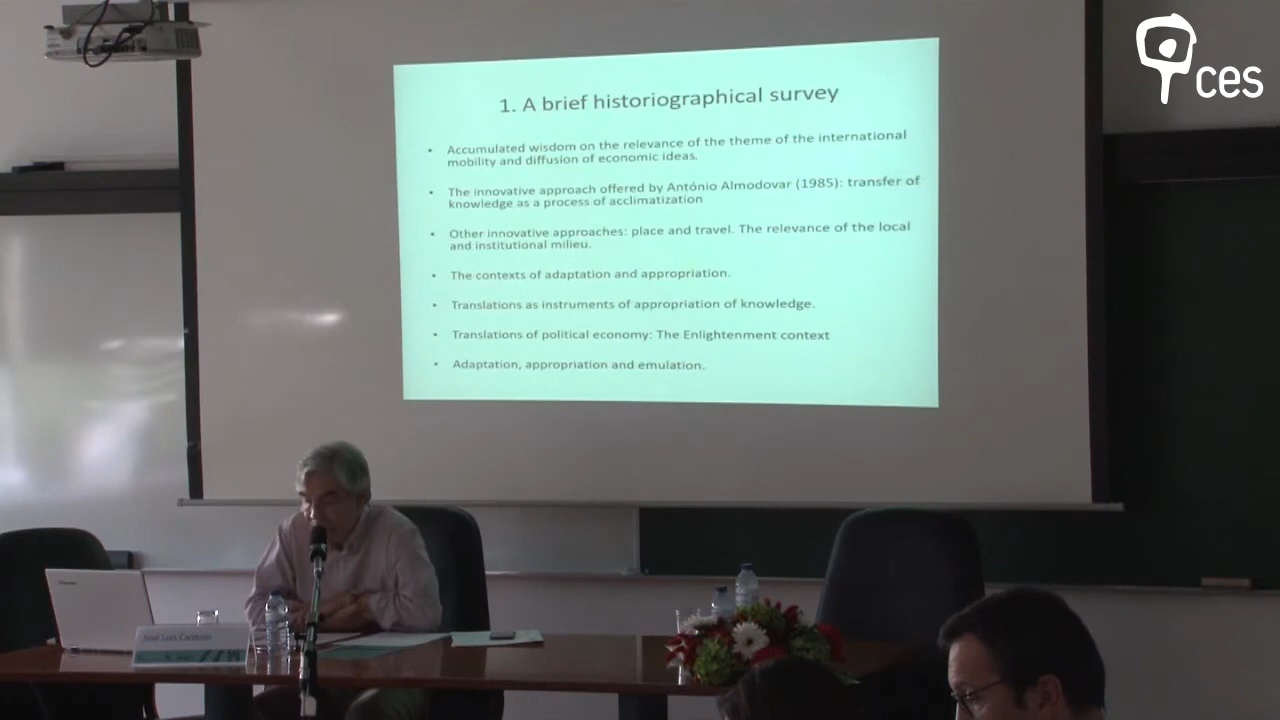 ces
1. A brief historiographical survey
• Accumulated wisdom on the relevance of the theme of the international
mobility and diffusion of economic ideas.
• The innovative approach offered by António Almodovar (1985): transfer of
knowledge as a process of acclimatization
• Other innovative approaches: place and travel. The relevance of the local
and institutional milieu.
• The contexts of adaptation and appropriation.
• Translations as instruments of appropriation of knowledge.
• Translations of political economy: The Enlightenment context
• Adaptation, appropriation and emulation.
José Luís Cardoso